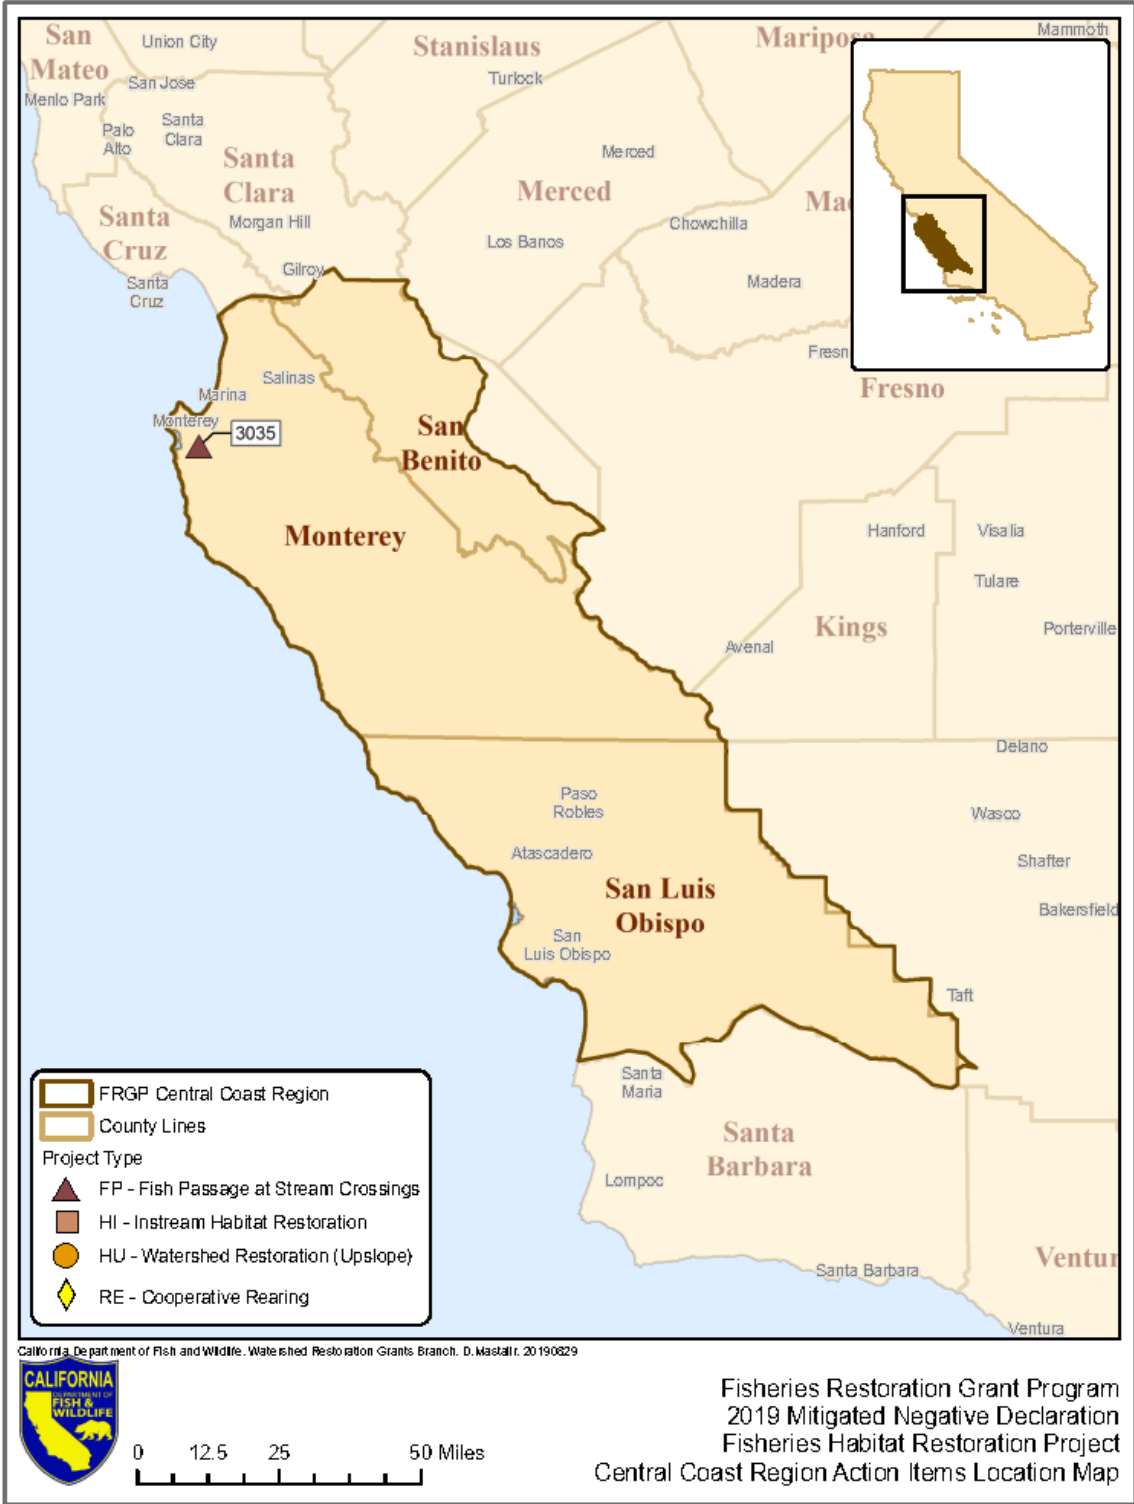 San
Mateo
Union City
Stanislaus
Mariposa
Mammoth
Menlo Park
San Jose
Turlock
Palo
Alto
Santa
Clara
Santa
Clara
Merced
Merced
Santa
Cruz
Morgan Hill
Los Banos
Chowchilla
Ma
Gilroy
Santa
Cruz
Madera
Fresn
Fresno
Salinas
Marina
Monterey
3035
San
Benito
Monterey
Hanford
Visalia
Tulare
Kings
Porterville
Avenal
Delano
Paso
Robles
Wasco
Atascadero
Shafter
San Luis
Obispo
Bakersfield
San
Luis Obispo
Taft
Santa
Maria
Santa
Barbara
Lompoc
Ventur
Santa Barbara
Ventura
FRGP Central Coast Region
County Lines
Project Type
FP - Fish Passage at Stream Crossings
HI - Instream Habitat Restoration
HU - Watershed Restoration (Upslope)
RE - Cooperative Rearing
California Department of Fish and Wildlife. Watershed Restoration Grants Branch. D.Mastalir. 20190829
CALIFORNIA
DEPARTMENT OF
FISH &
WILDLIFE
0 12.5 25 50 Miles
Fisheries Restoration Grant Program
2019 Mitigated Negative Declaration
Fisheries Habitat Restoration Project
Central Coast Region Action Items Location Map